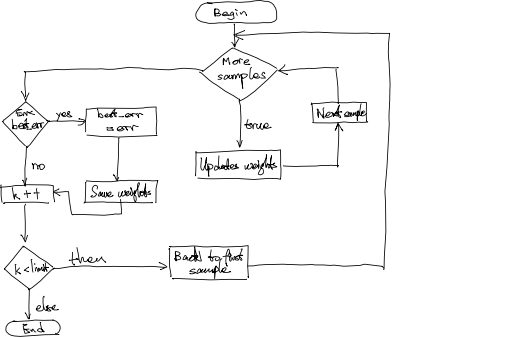 Begin
More
samples
true
Updates weights
Next sample
Err<
best_err
yes
best_err
= err
Save weights
no
k++
k<limit
then
Back to first
sample
else
End